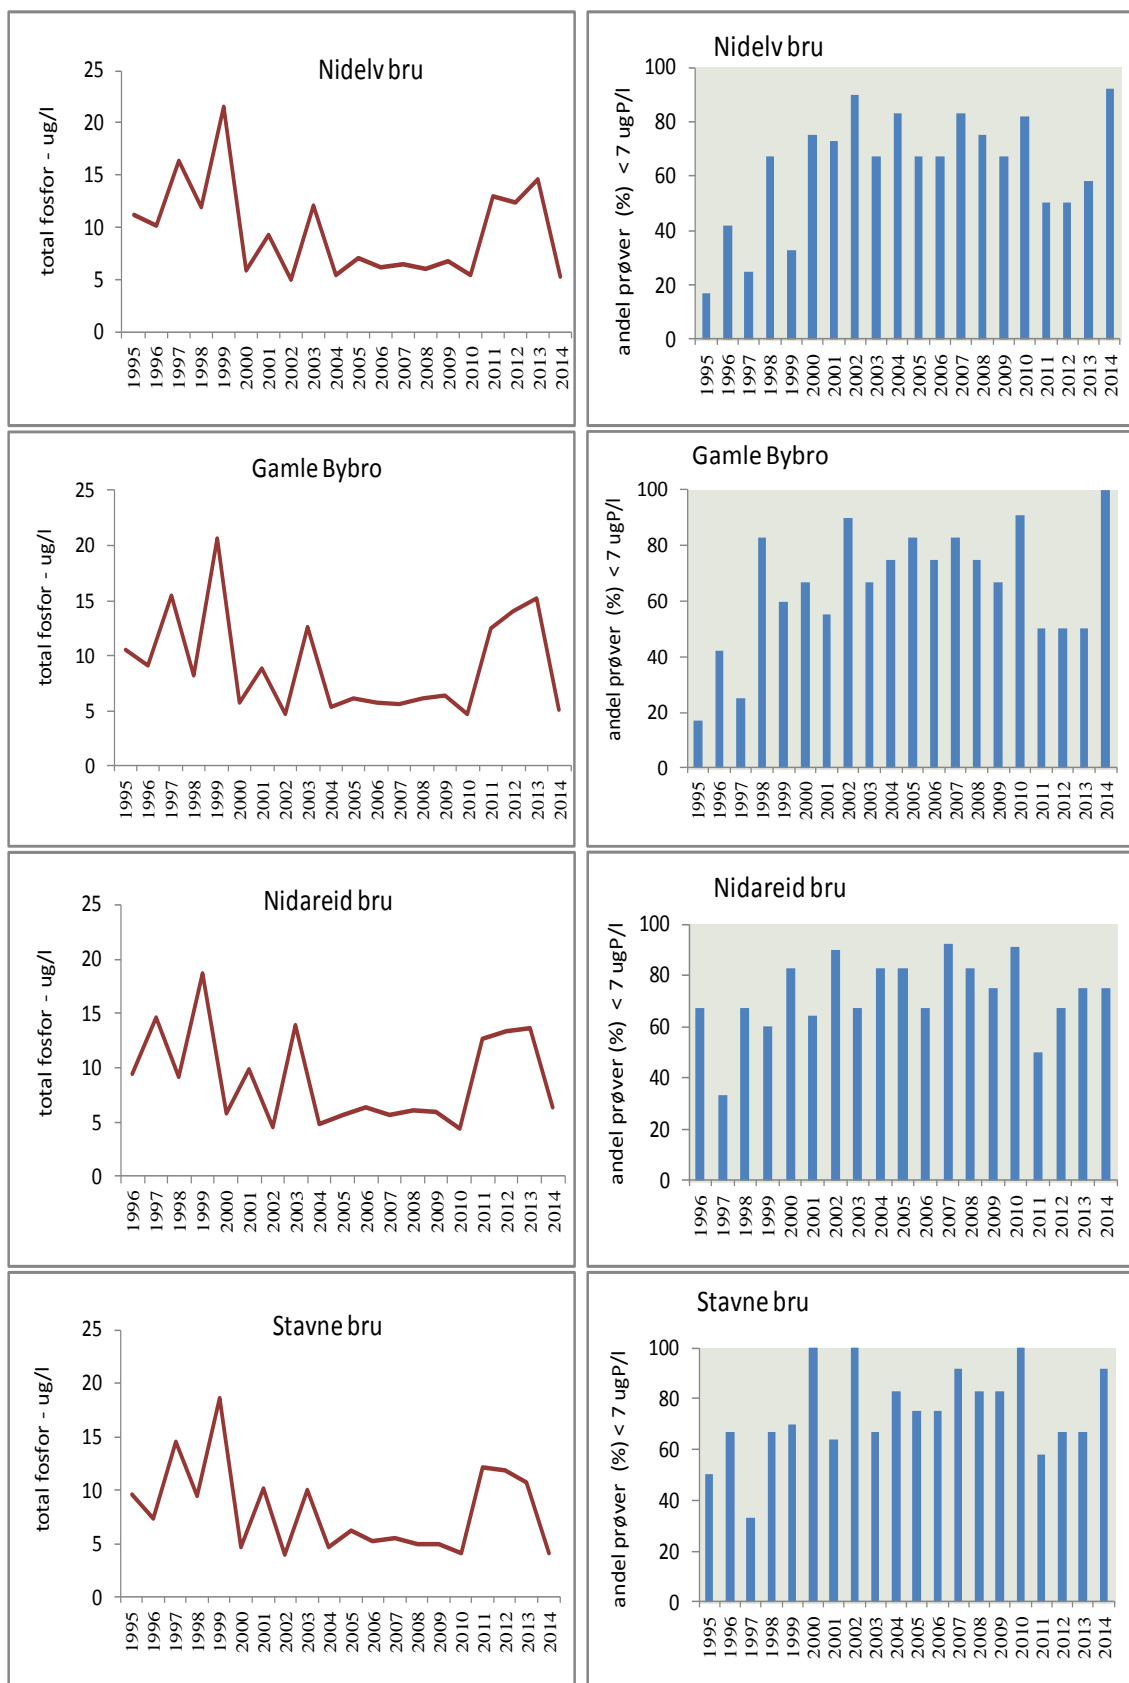 Nidelv bru
total fosfor - ug/l
25
20
15
10
5
0
1995 1996 1997 1998 1999 2000 2001 2002 2003 2004 2005 2006 2007 2008 2009 2010 2011 2012 2013 2014
Nidelv bru
andel prøver (%) < 7 ugP/l
100
80
60
40
20
0
1995 1996 1997 1998 1999 2000 2001 2002 2003 2004 2005 2006 2007 2008 2009 2010 2011 2012 2013 2014
Gamle Bybro
total fosfor - ug/l
25
20
15
10
5
0
1995 1996 1997 1998 1999 2000 2001 2002 2003 2004 2005 2006 2007 2008 2009 2010 2011 2012 2013 2014
Gamle Bybro
andel prøver (%) < 7 ugP/l
100
80
60
40
20
0
1995 1996 1997 1998 1999 2000 2001 2002 2003 2004 2005 2006 2007 2008 2009 2010 2011 2012 2013 2014
Nidareid bru
total fosfor - ug/l
25
20
15
10
5
0
1996 1997 1998 1999 2000 2001 2002 2003 2004 2005 2006 2007 2008 2009 2010 2011 2012 2013 2014
Nidareid bru
andel prøver (%) < 7 ugP/l
100
80
60
40
20
0
1996 1997 1998 1999 2000 2001 2002 2003 2004 2005 2006 2007 2008 2009 2010 2011 2012 2013 2014
Stavne bru
total fosfor - ug/l
25
20
15
10
5
0
1995 1996 1997 1998 1999 2000 2001 2002 2003 2004 2005 2006 2007 2008 2009 2010 2011 2012 2013 2014
Stavne bru
andel prøver (%) < 7 ugP/l
100
80
60
40
20
0
1995 1996 1997 1998 1999 2000 2001 2002 2003 2004 2005 2006 2007 2008 2009 2010 2011 2012 2013 2014